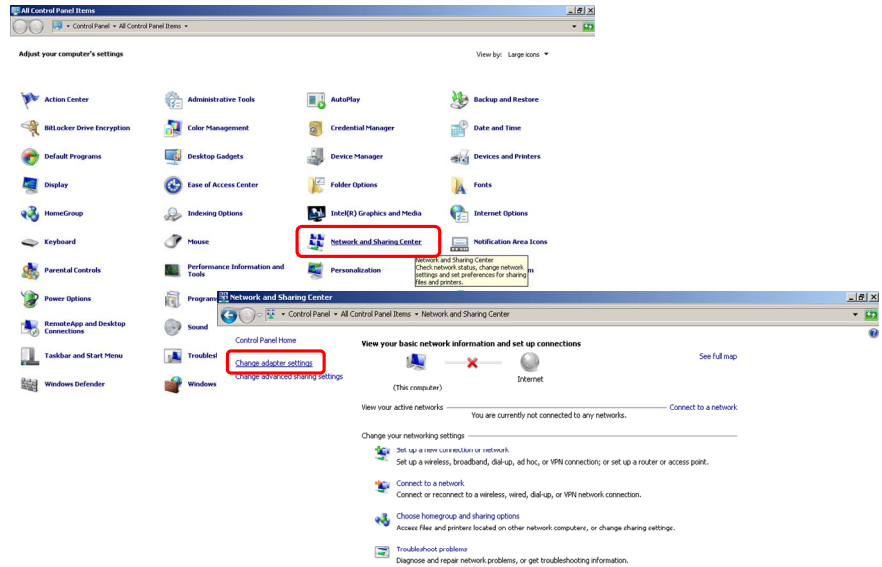 All Control Panel Items
Control Panel All Control Panel Items
Adjust your computer's settings
View by: Large icons
Action Center
Administrative Tools
AutoPlay
Backup and Restore
BitLocker Drive Encryption
Color Management
Credential Manager
Date and Time
Default Programs
Desktop Gadgets
Device Manager
Devices and Printers
Display
Ease of Access Center
Folder Options
Fonts
HomeGroup
Indexing Options
Intel(R) Graphics and Media
Internet Options
Keyboard
Mouse
Network and Sharing Center
Notification Area Icons
Network and Sharing Center
Check network status, change network
settings and set preferences for sharing
files and printers.
Parental Controls
Performance Information and
Tools
Personalization
Power Options
Programs
RemoteApp and Desktop
Connections
Sound
Taskbar and Start Menu
Troublesl
Windows Defender
Windows
Network and Sharing Center
Control Panel All Control Panel Items Network and Sharing Center
Control Panel Home
Change adapter settings
Change advanced sharing settings
View your basic network information and set up connections
See full map
(This computer)
Internet
View your active networks
Connect to a network
You are currently not connected to any networks.
Change your networking settings
Set up a new connection or network
Set up a wireless, broadband, dial-up, ad hoc, or VPN connection; or set up a router or access point.
Connect to a network
Connect or reconnect to a wireless, wired, dial-up, or VPN network connection.
Choose homegroup and sharing options
Access files and printers located on other network computers, or change sharing settings.
Troubleshoot problems
Diagnose and repair network problems, or get troubleshooting information.